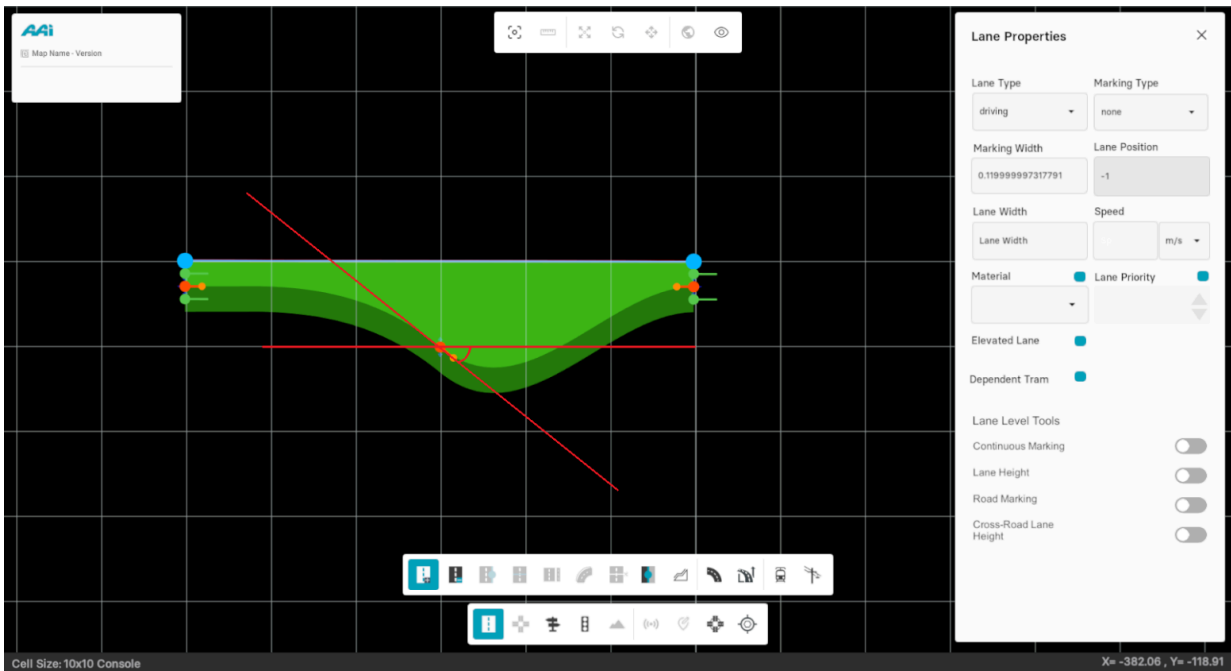 AAi
Map Name - Version
Lane Properties
Lane Type
Marking Type
driving
none
Marking Width
Lane Position
0.119999997317791
-1
Lane Width
Speed
Lane Width
m/s
Material
Lane Priority
Elevated Lane
Dependent Tram
Lane Level Tools
Continuous Marking
Lane Height
Road Marking
Cross-Road Lane
Height
Cell Size: 10x10 Console
X= -382.06 , Y= -118.91